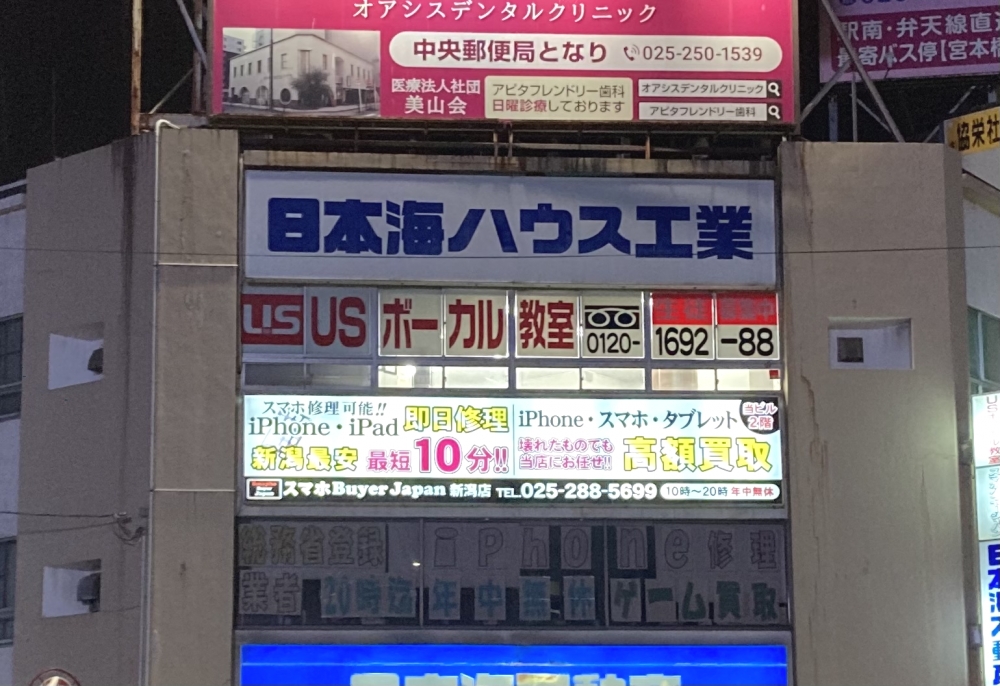 オアシスデンタルクリニック
中央郵便局となり 025-250-1539
医療法人社団
美山会
アピタフレンドリー歯科
日曜診療しております
オアシスデンタルクリニック
アピタフレンドリー歯科
駅南・弁天線直
最寄バス停【宮本
協栄社
日本海ハウス工業
US US ボーカル教室 0120-1692-88
スマホ修理可能!!
iPhone・iPad 即日修理
新潟最安 最短10分!!
iPhone・スマホ・タブレット
当ビル
2階
壊れたものでも
当店にお任せ!!
高額買取
スマホBuyer Japan 新潟店 TEL.025-288-5699 10時〜20時 年中無休
総務省登録 iPhone修理
業者 20時迄 年中無休 ゲーム買取